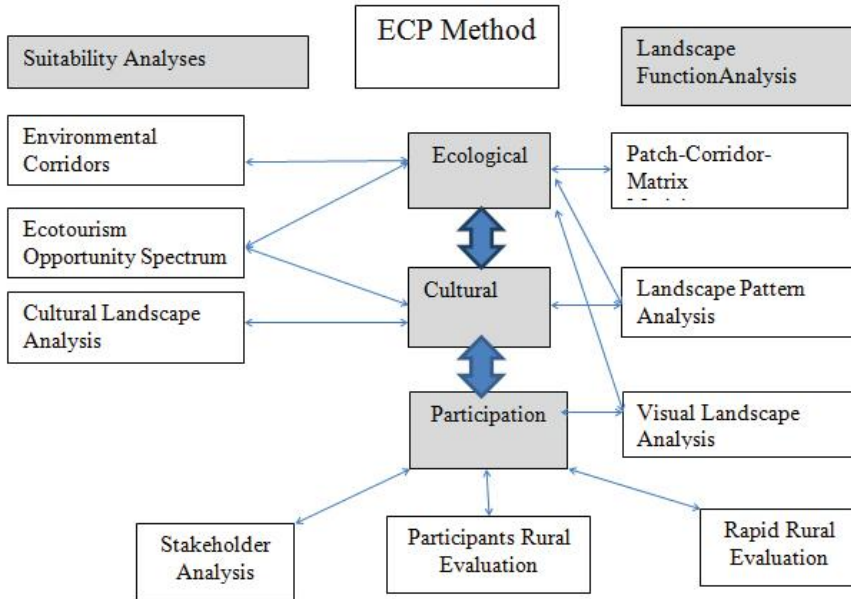 ECP Method
Suitability Analyses
Landscape
FunctionAnalysis
Environmental
Corridors
Ecological
Patch-Corridor-
Matrix
Ecotourism
Opportunity Spectrum
Cultural
Landscape Pattern
Analysis
Cultural Landscape
Analysis
Participation
Visual Landscape
Analysis
Stakeholder
Analysis
Participants Rural
Evaluation
Rapid Rural
Evaluation